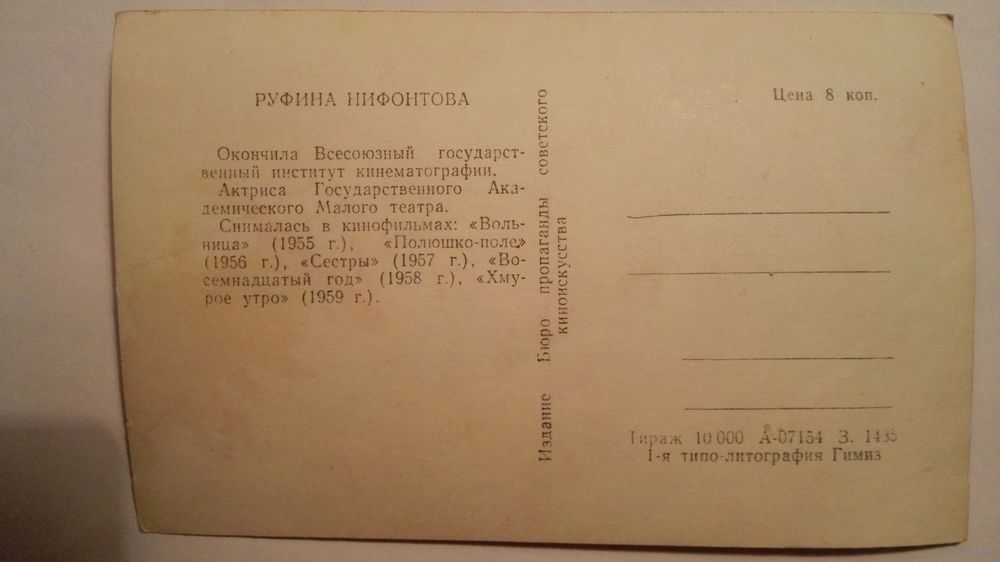 РУФИНА НИФОНТОВА
Окончила Всесоюзный государст-
венный институт кинематографии.
Актриса Государственного Ака-
демического Малого театра.
Снималась в кинофильмах: «Воль-
ница» (1955 г.), «Полюшко-поле»
(1956 г.), «Сестры» (1957 г.), «Во-
семнадцатый год» (1958 г.), «Хму-
рое утро» (1959 г.).
Издание Бюро пропаганды советского
киноискусства
Цена 8 коп.
Тираж 10 000 А-07154 З. 1435
1-я типо-литография Гимиз